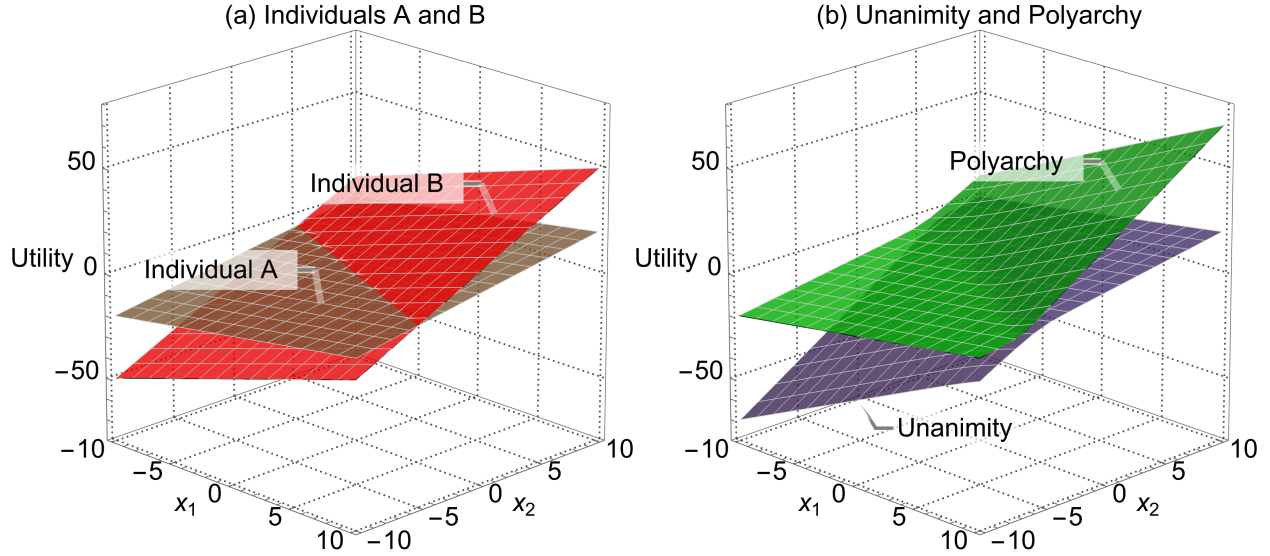 (a) Individuals A and B
(b) Unanimity and Polyarchy
50
Individual B
Utility
0
Individual A
−50
−10
−5
0
x₁
5
10
−10
−5
x₂
0
5
10
50
Polyarchy
Utility
0
−50
Unanimity
−10
−5
0
x₁
5
10
−10
−5
x₂
0
5
10